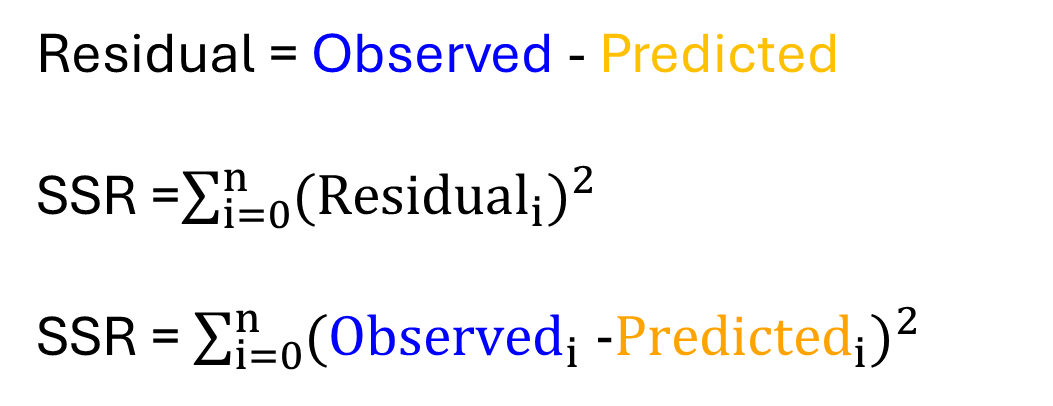 Residual = Observed - Predicted
SSR =∑ⁿᵢ₌₀(Residualᵢ)²
SSR = ∑ⁿᵢ₌₀(Observedᵢ -Predictedᵢ)²